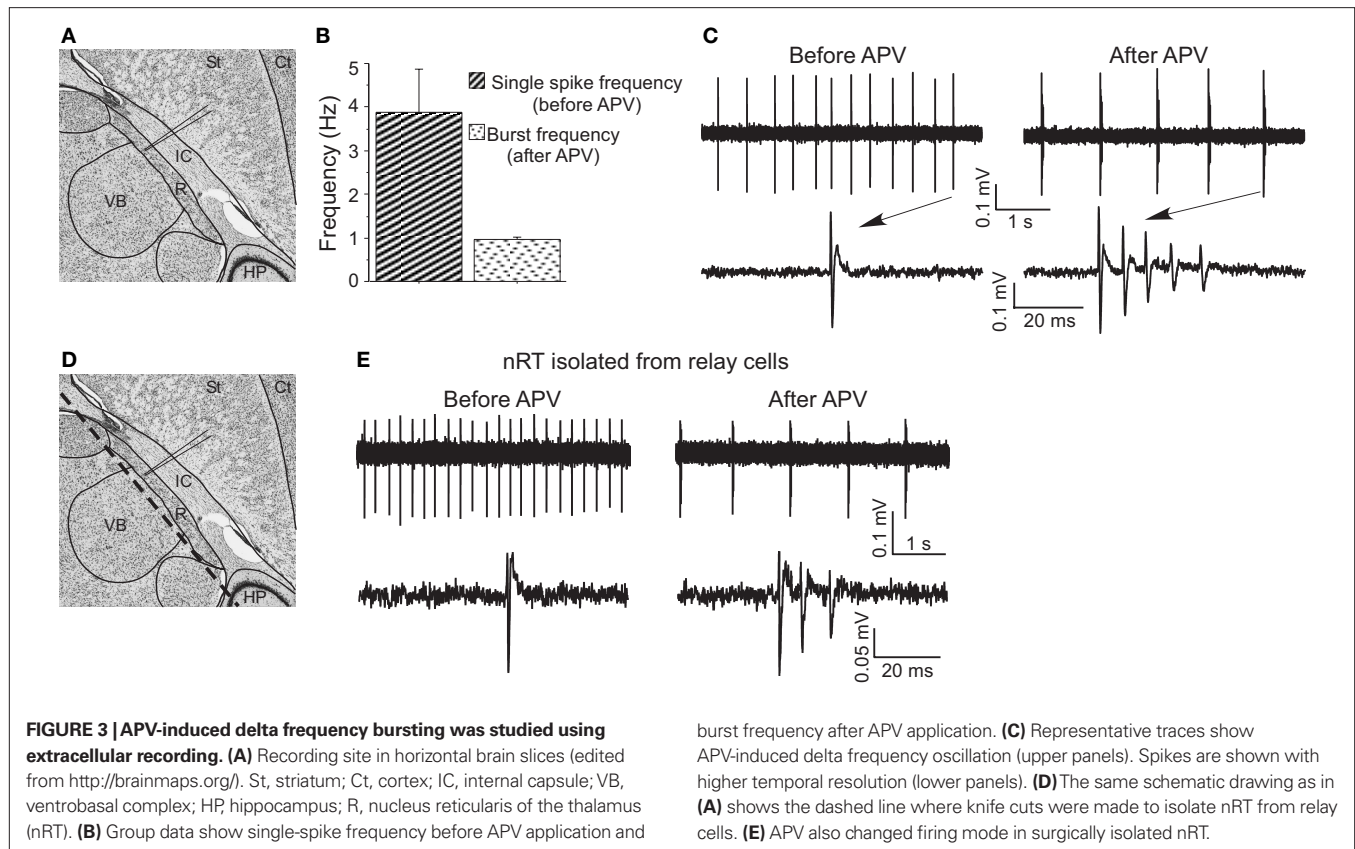 A
St
Ct
IC
R
VB
HP
B
5
4
3
2
1
0
Frequency (Hz)
Single spike frequency
(before APV)
Burst frequency
(after APV)
C
Before APV
After APV
0.1 mV
1 s
0.1 mV
20 ms
D
St
Ct
IC
R
VB
HP
E
nRT isolated from relay cells
Before APV
After APV
0.1 mV
1 s
0.05 mV
20 ms
FIGURE 3 | APV-induced delta frequency bursting was studied using
extracellular recording. (A) Recording site in horizontal brain slices (edited
from http://brainmaps.org/). St, striatum; Ct, cortex; IC, internal capsule; VB,
ventrobasal complex; HP, hippocampus; R, nucleus reticularis of the thalamus
(nRT). (B) Group data show single-spike frequency before APV application and
burst frequency after APV application. (C) Representative traces show
APV-induced delta frequency oscillation (upper panels). Spikes are shown with
higher temporal resolution (lower panels). (D) The same schematic drawing as in
(A) shows the dashed line where knife cuts were made to isolate nRT from relay
cells. (E) APV also changed firing mode in surgically isolated nRT.